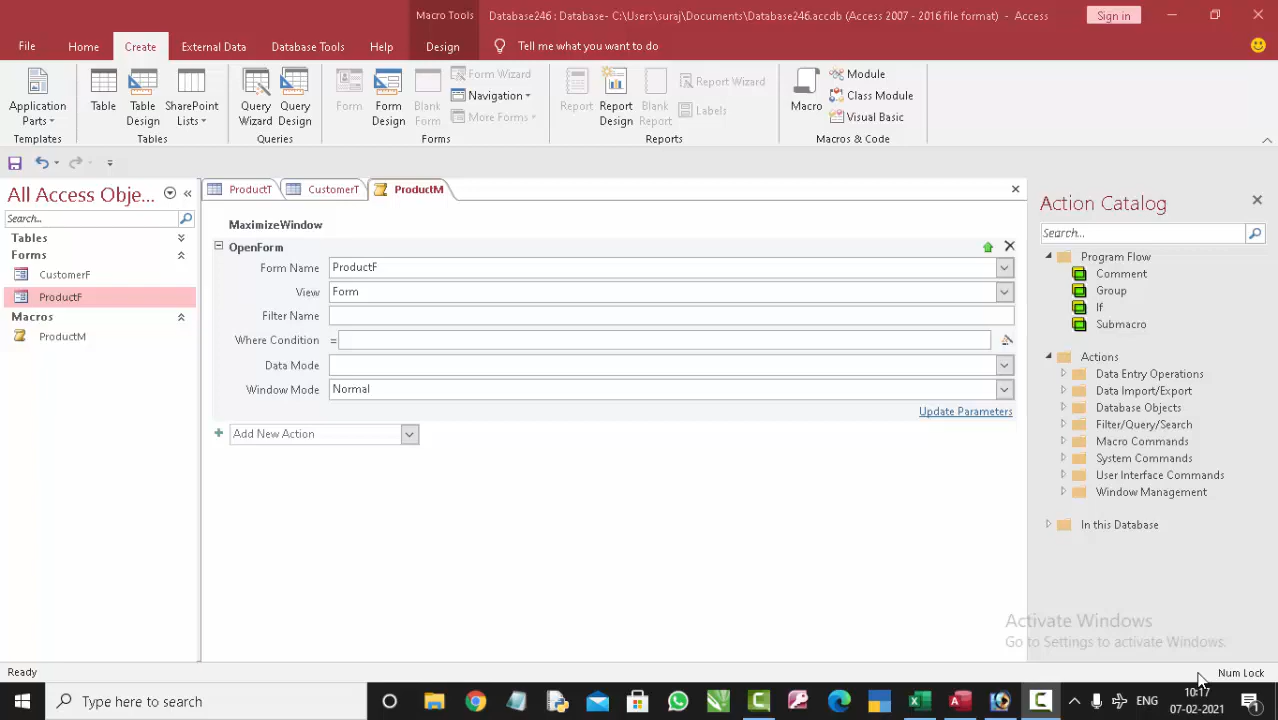 Macro Tools
Database246 : Database- C:\Users\suraj\Documents\Database246.accdb (Access 2007 - 2016 file format) - Access
Sign in
File Home Create External Data Database Tools Help Design Tell me what you want to do
Application Parts
Templates
Table
Table Design
SharePoint Lists
Tables
Query Wizard
Query Design
Queries
Form
Form Design
Blank Form
Form Wizard
Navigation
More Forms
Forms
Report
Report Design
Blank Report
Report Wizard
Labels
Reports
Macro
Module
Class Module
Visual Basic
Macros & Code
All Access Obje...
Search...
Tables
Forms
CustomerF
ProductF
Macros
ProductM
ProductT CustomerT ProductM
MaximizeWindow
OpenForm
Form Name ProductF
View Form
Filter Name
Where Condition =
Data Mode
Window Mode Normal
Update Parameters
Add New Action
Action Catalog
Search...
Program Flow
Comment
Group
If
Submacro
Actions
Data Entry Operations
Data Import/Export
Database Objects
Filter/Query/Search
Macro Commands
System Commands
User Interface Commands
Window Management
In this Database
Activate Windows
Go to Settings to activate Windows.
Ready
Num Lock
Type here to search
ENG
10:17
07-02-2021
1